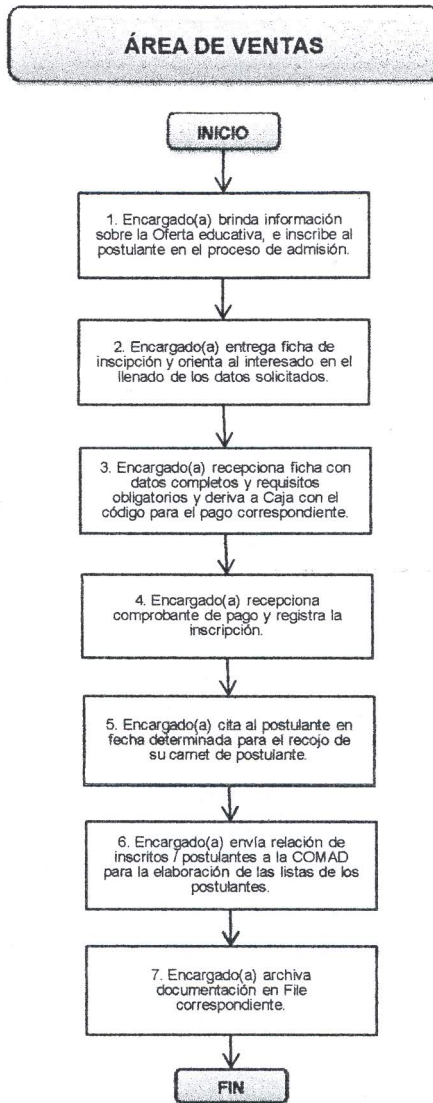 ÁREA DE VENTAS
INICIO
1. Encargado(a) brinda información
sobre la Oferta educativa, e inscribe al
postulante en el proceso de admisión.
2. Encargado(a) entrega ficha de
inscipción y orienta al interesado en el
llenado de los datos solicitados.
3. Encargado(a) recepciona ficha con
datos completos y requisitos
obligatorios y deriva a Caja con el
código para el pago correspondiente.
4. Encargado(a) recepciona
comprobante de pago y registra la
inscripción.
5. Encargado(a) cita al postulante en
fecha determinada para el recojo de
su carnet de postulante.
6. Encargado(a) envía relación de
inscritos / postulantes a la COMAD
para la elaboración de las listas de los
postulantes.
7. Encargado(a) archiva
documentación en File
correspondiente.
FIN